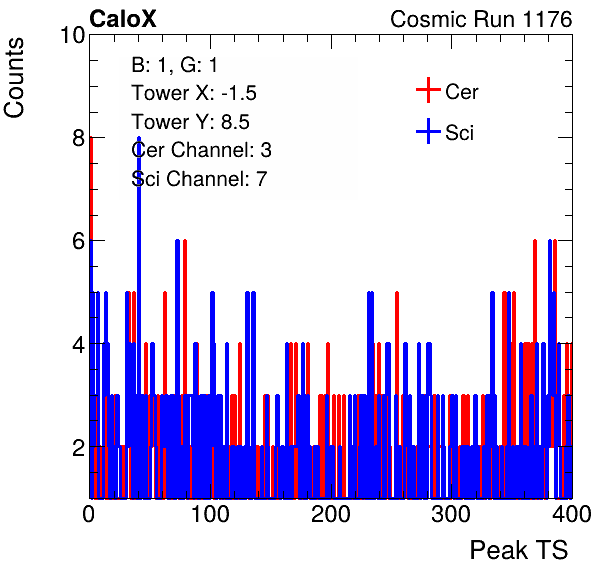 CaloX Cosmic Run 1176
Counts
10
B: 1, G: 1
Tower X: -1.5
Cer
Tower Y: 8.5
Sci
8
Cer Channel: 3
Sci Channel: 7
6
4
2
0 100 200 300 400
Peak TS